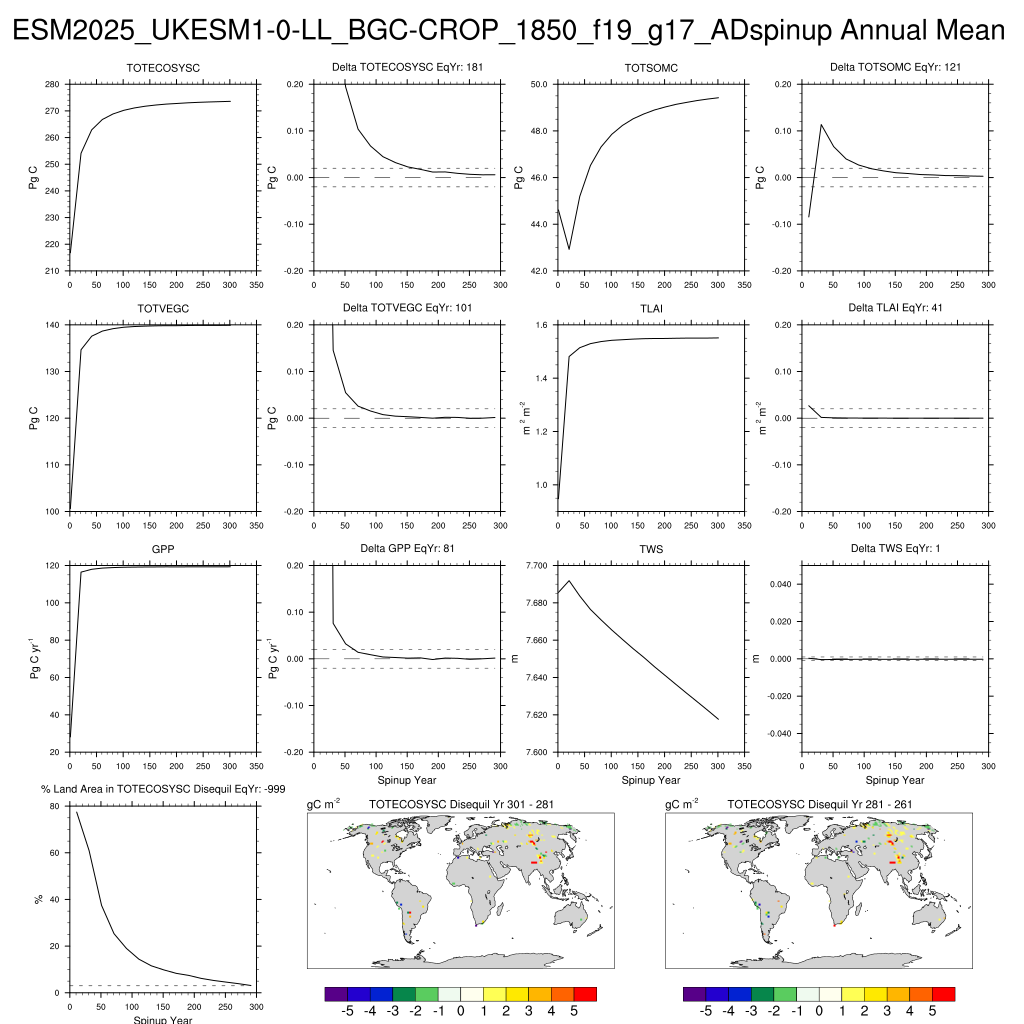 ESM2025_UKESM1-0-LL_BGC-CROP_1850_f19_g17_ADspinup Annual Mean
TOTECOSYSC
Delta TOTECOSYSC EqYr: 181
TOTSOMC
Delta TOTSOMC EqYr: 121
280
270
260
250
240
230
220
210
Pg C
0 50 100 150 200 250 300 350
0.20
0.10
0.00
-0.10
-0.20
Pg C
0 50 100 150 200 250 300
50.0
48.0
46.0
44.0
42.0
Pg C
0 50 100 150 200 250 300 350
0.20
0.10
0.00
-0.10
-0.20
Pg C
0 50 100 150 200 250 300
TOTVEGC
Delta TOTVEGC EqYr: 101
TLAI
Delta TLAI EqYr: 41
140
130
120
110
100
Pg C
0 50 100 150 200 250 300 350
0.20
0.10
0.00
-0.10
-0.20
Pg C
0 50 100 150 200 250 300
1.6
1.4
1.2
1.0
m² m⁻²
0 50 100 150 200 250 300 350
0.20
0.10
0.00
-0.10
-0.20
m² m⁻²
0 50 100 150 200 250 300
GPP
Delta GPP EqYr: 81
TWS
Delta TWS EqYr: 1
120
100
80
60
40
20
Pg C yr⁻¹
0 50 100 150 200 250 300 350
0.20
0.10
0.00
-0.10
-0.20
Pg C yr⁻¹
0 50 100 150 200 250 300
Spinup Year
7.700
7.680
7.660
7.640
7.620
7.600
m
0 50 100 150 200 250 300 350
Spinup Year
0.040
0.020
0.000
-0.020
-0.040
m
0 50 100 150 200 250 300
Spinup Year
% Land Area in TOTECOSYSC Disequil EqYr: -999
80
60
40
20
0
%
0 50 100 150 200 250 300
Spinup Year
gC m⁻² TOTECOSYSC Disequil Yr 301 - 281
-5 -4 -3 -2 -1 0 1 2 3 4 5
gC m⁻² TOTECOSYSC Disequil Yr 281 - 261
-5 -4 -3 -2 -1 0 1 2 3 4 5